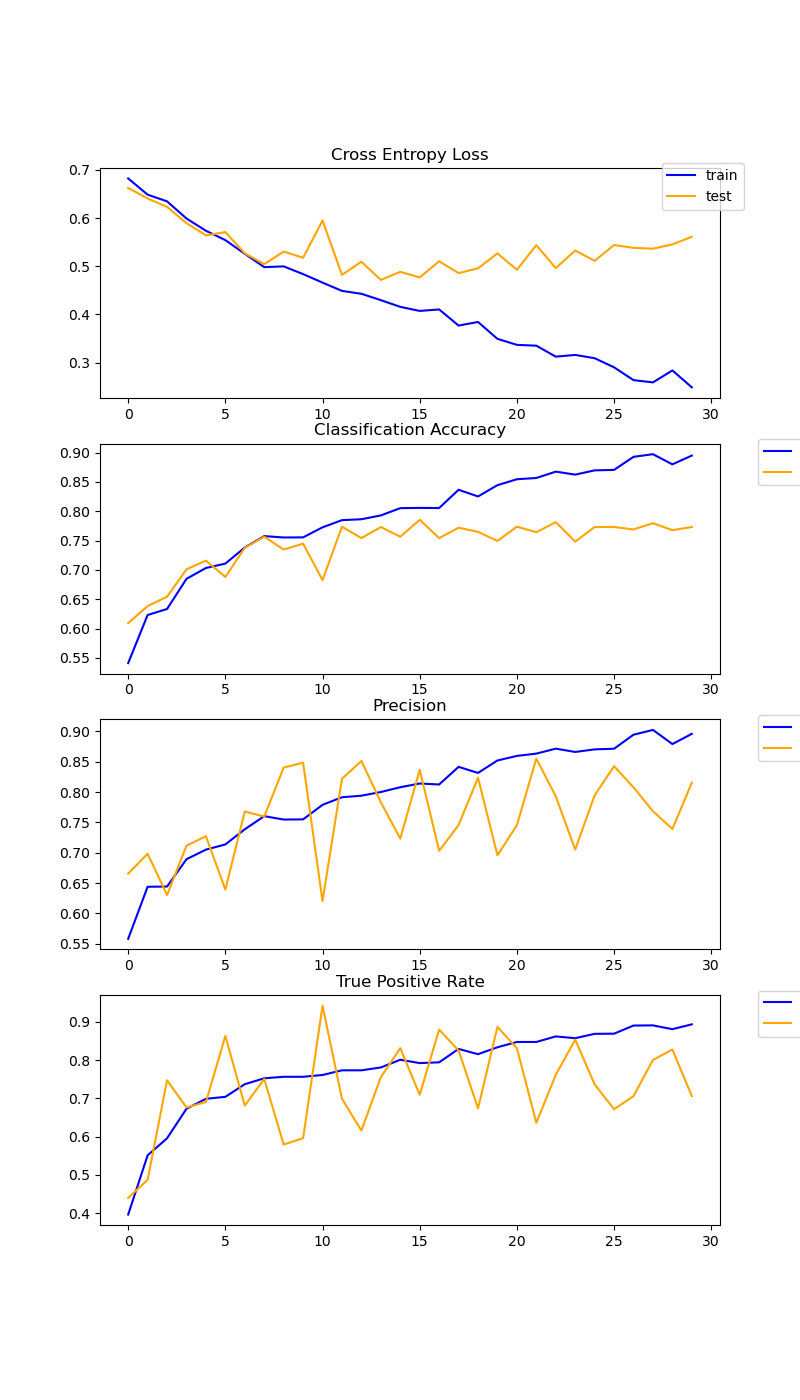 Cross Entropy Loss
0.7
0.6
0.5
0.4
0.3
train
test
0 5 10 15 20 25 30
Classification Accuracy
0.90
0.85
0.80
0.75
0.70
0.65
0.60
0.55
0 5 10 15 20 25 30
Precision
0.90
0.85
0.80
0.75
0.70
0.65
0.60
0.55
0 5 10 15 20 25 30
True Positive Rate
0.9
0.8
0.7
0.6
0.5
0.4
0 5 10 15 20 25 30